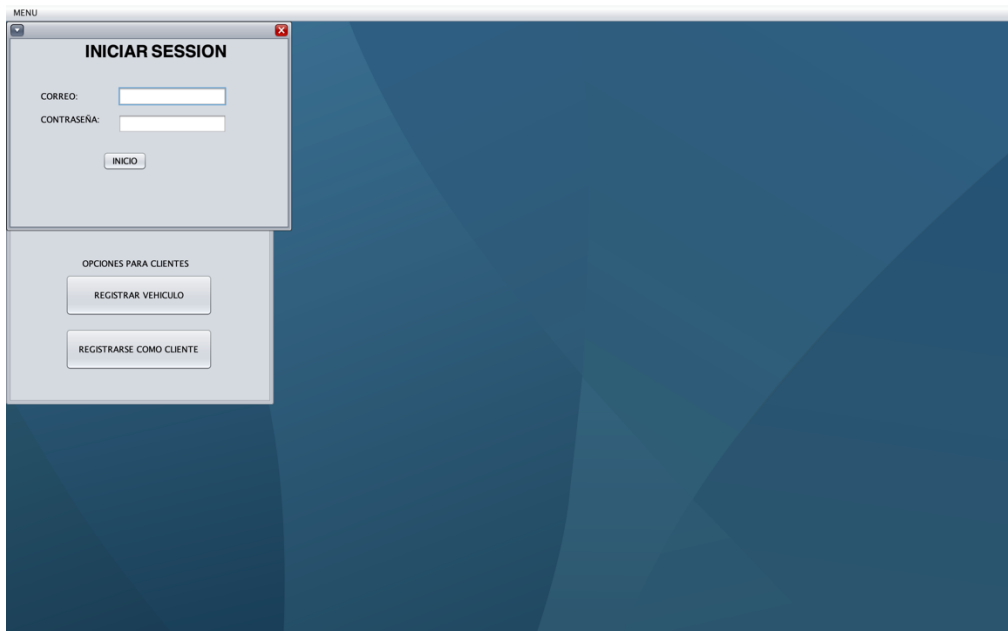 MENU
INICIAR SESSION
CORREO:
CONTRASEÑA:
INICIO
OPCIONES PARA CLIENTES
REGISTRAR VEHICULO
REGISTRARSE COMO CLIENTE